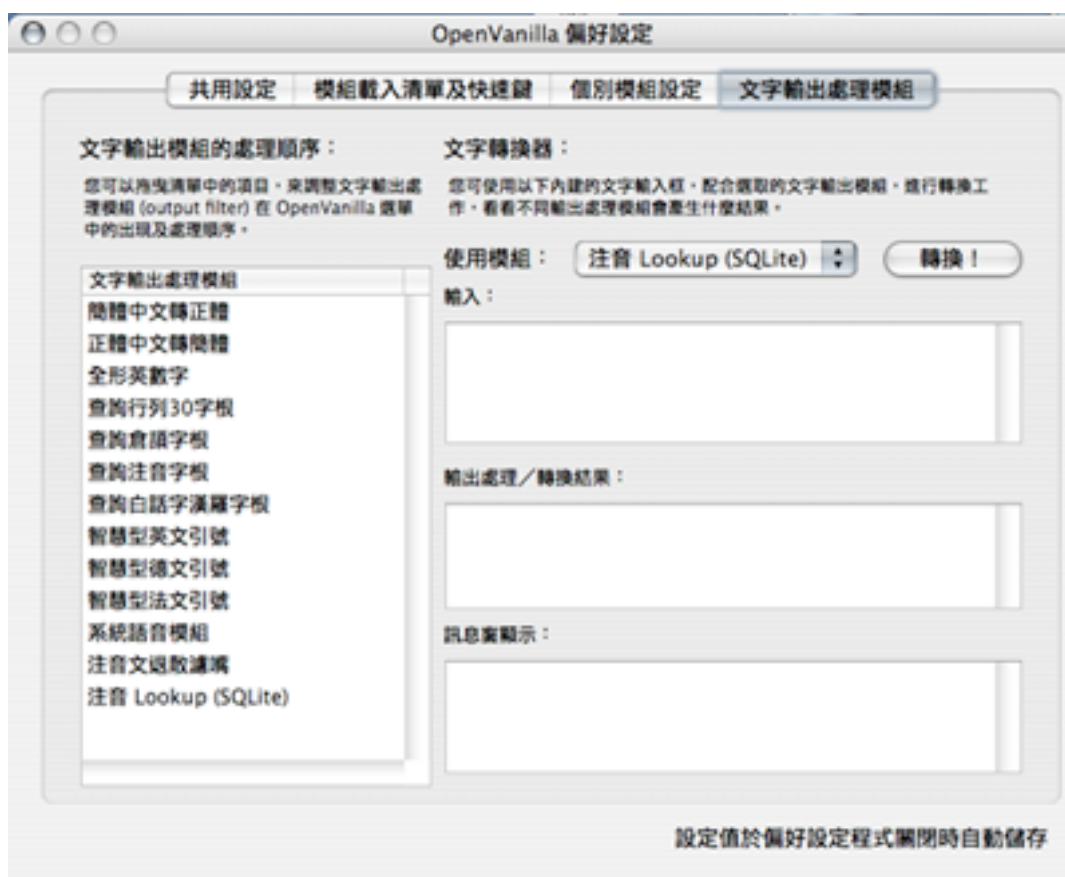 OpenVanilla 偏好設定
共用設定 模組載入清單及快速鍵 個別模組設定 文字輸出處理模組
文字輸出模組的處理順序：
您可以拖曳清單中的項目，來調整文字輸出處
理模組 (output filter) 在 OpenVanilla 選單
中的出現及處理順序。
文字輸出處理模組
簡體中文轉正體
正體中文轉簡體
全形英數字
查詢行列30字根
查詢倉頡字根
查詢注音字根
查詢白話字漢羅字根
智慧型英文引號
智慧型德文引號
智慧型法文引號
系統語音模組
注音文退散濾嘴
注音 Lookup (SQLite)
文字轉換器：
您可使用以下內建的文字輸入框，配合選取的文字輸出模組，進行轉換工
作，看看不同輸出處理模組會產生什麼結果。
使用模組： 注音 Lookup (SQLite) 轉換！
輸入：
輸出處理／轉換結果：
訊息窗顯示：
設定值於偏好設定程式關閉時自動儲存